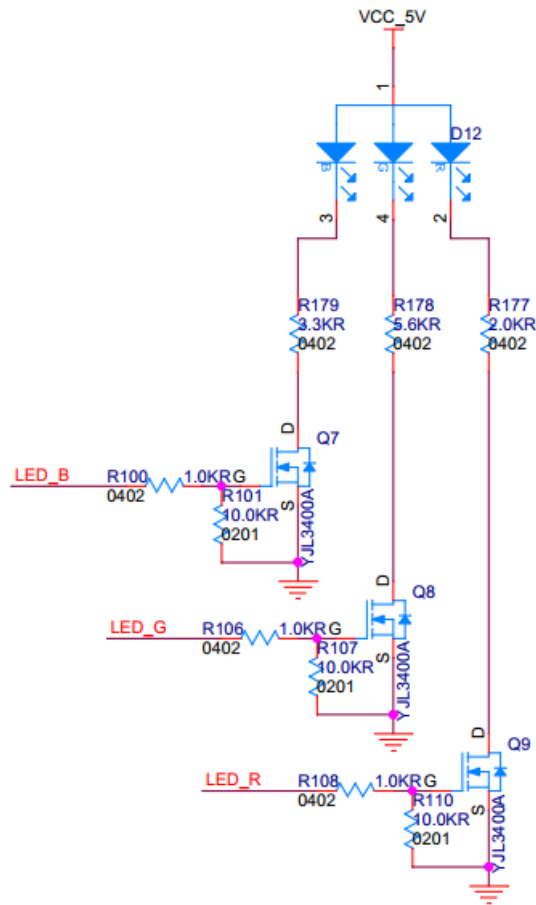 VCC_5V
1
D12
B
G
R
3
4
2
R179
3.3KR
0402
R178
5.6KR
0402
R177
2.0KR
0402
D
Q7
LED_B
R100
1.0KR
G
0402
R101
10.0KR
0201
S
YJL3400A
D
Q8
LED_G
R106
1.0KR
G
0402
R107
10.0KR
0201
S
YJL3400A
D
Q9
LED_R
R108
1.0KR
G
0402
R110
10.0KR
0201
S
YJL3400A